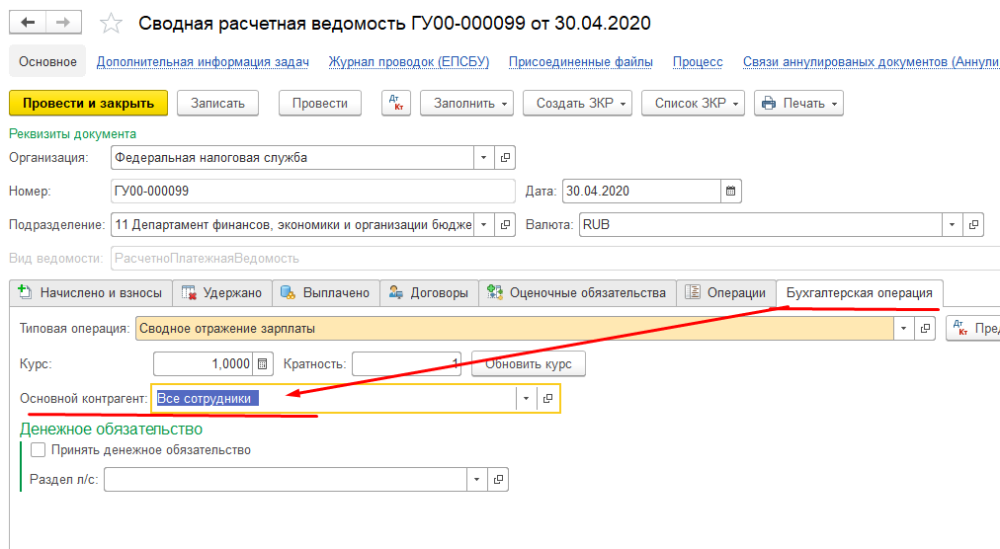 Сводная расчетная ведомость ГУ00-000099 от 30.04.2020
Основное Дополнительная информация задач Журнал проводок (ЕПСБУ) Присоединенные файлы Процесс Связи аннулированых документов (Аннули
Провести и закрыть Записать Провести Дт Кт Заполнить Создать ЗКР Список ЗКР Печать
Реквизиты документа
Организация: Федеральная налоговая служба
Номер: ГУ00-000099 Дата: 30.04.2020
Подразделение: 11 Департамент финансов, экономики и организации бюдже Валюта: RUB
Вид ведомости: РасчетноПлатежнаяВедомость
Начислено и взносы Удержано Выплачено Договоры Оценочные обязательства Операции Бухгалтерская операция
Типовая операция: Сводное отражение зарплаты Дт Кт Пред
Курс: 1,0000 Кратность: 1 Обновить курс
Основной контрагент: Все сотрудники
Денежное обязательство
Принять денежное обязательство
Раздел л/с: